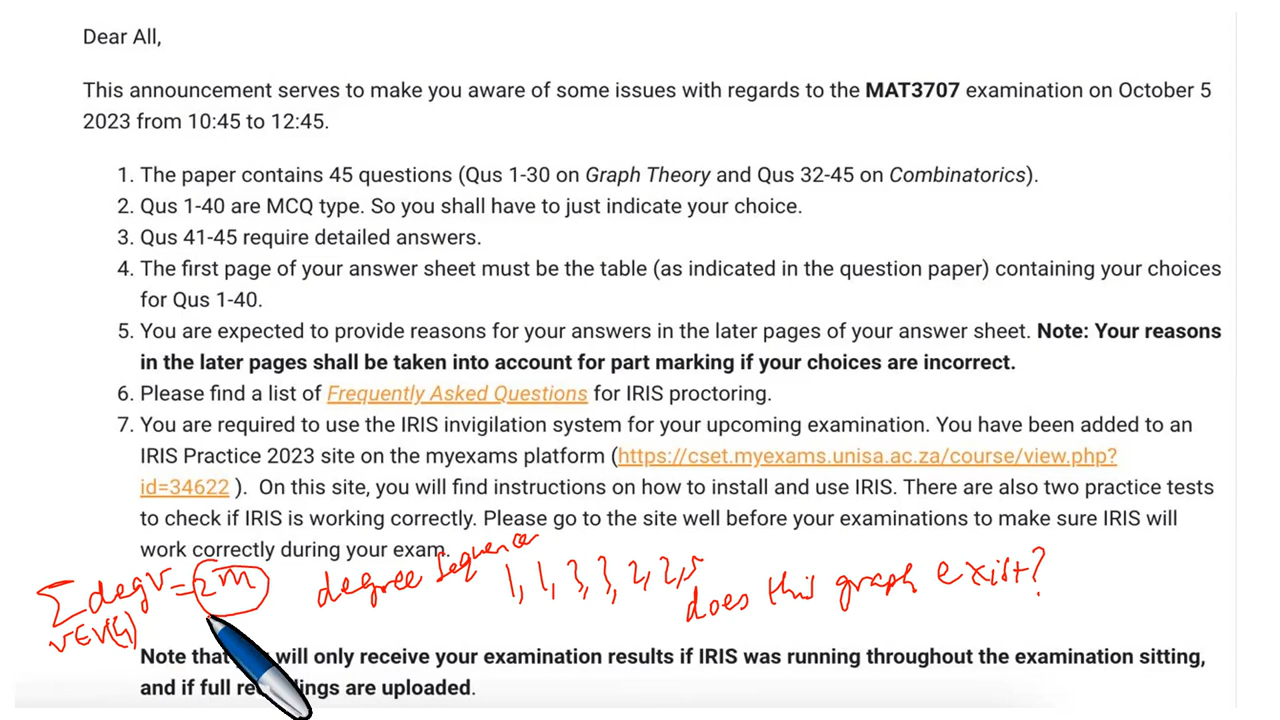 Dear All,
This announcement serves to make you aware of some issues with regards to the MAT3707 examination on October 5
2023 from 10:45 to 12:45.
1. The paper contains 45 questions (Qus 1-30 on Graph Theory and Qus 32-45 on Combinatorics).
2. Qus 1-40 are MCQ type. So you shall have to just indicate your choice.
3. Qus 41-45 require detailed answers.
4. The first page of your answer sheet must be the table (as indicated in the question paper) containing your choices
for Qus 1-40.
5. You are expected to provide reasons for your answers in the later pages of your answer sheet. Note: Your reasons
in the later pages shall be taken into account for part marking if your choices are incorrect.
6. Please find a list of Frequently Asked Questions for IRIS proctoring.
7. You are required to use the IRIS invigilation system for your upcoming examination. You have been added to an
IRIS Practice 2023 site on the myexams platform (https://cset.myexams.unisa.ac.za/course/view.php?
id=34622 ). On this site, you will find instructions on how to install and use IRIS. There are also two practice tests
to check if IRIS is working correctly. Please go to the site well before your examinations to make sure IRIS will
work correctly during your exam.
∑ deg v = 2m degree sequence 1, 1, 3, 3, 2, 2, 5 does this graph exist?
v∈V(G)
Note that will only receive your examination results if IRIS was running throughout the examination sitting,
and if full are uploaded.